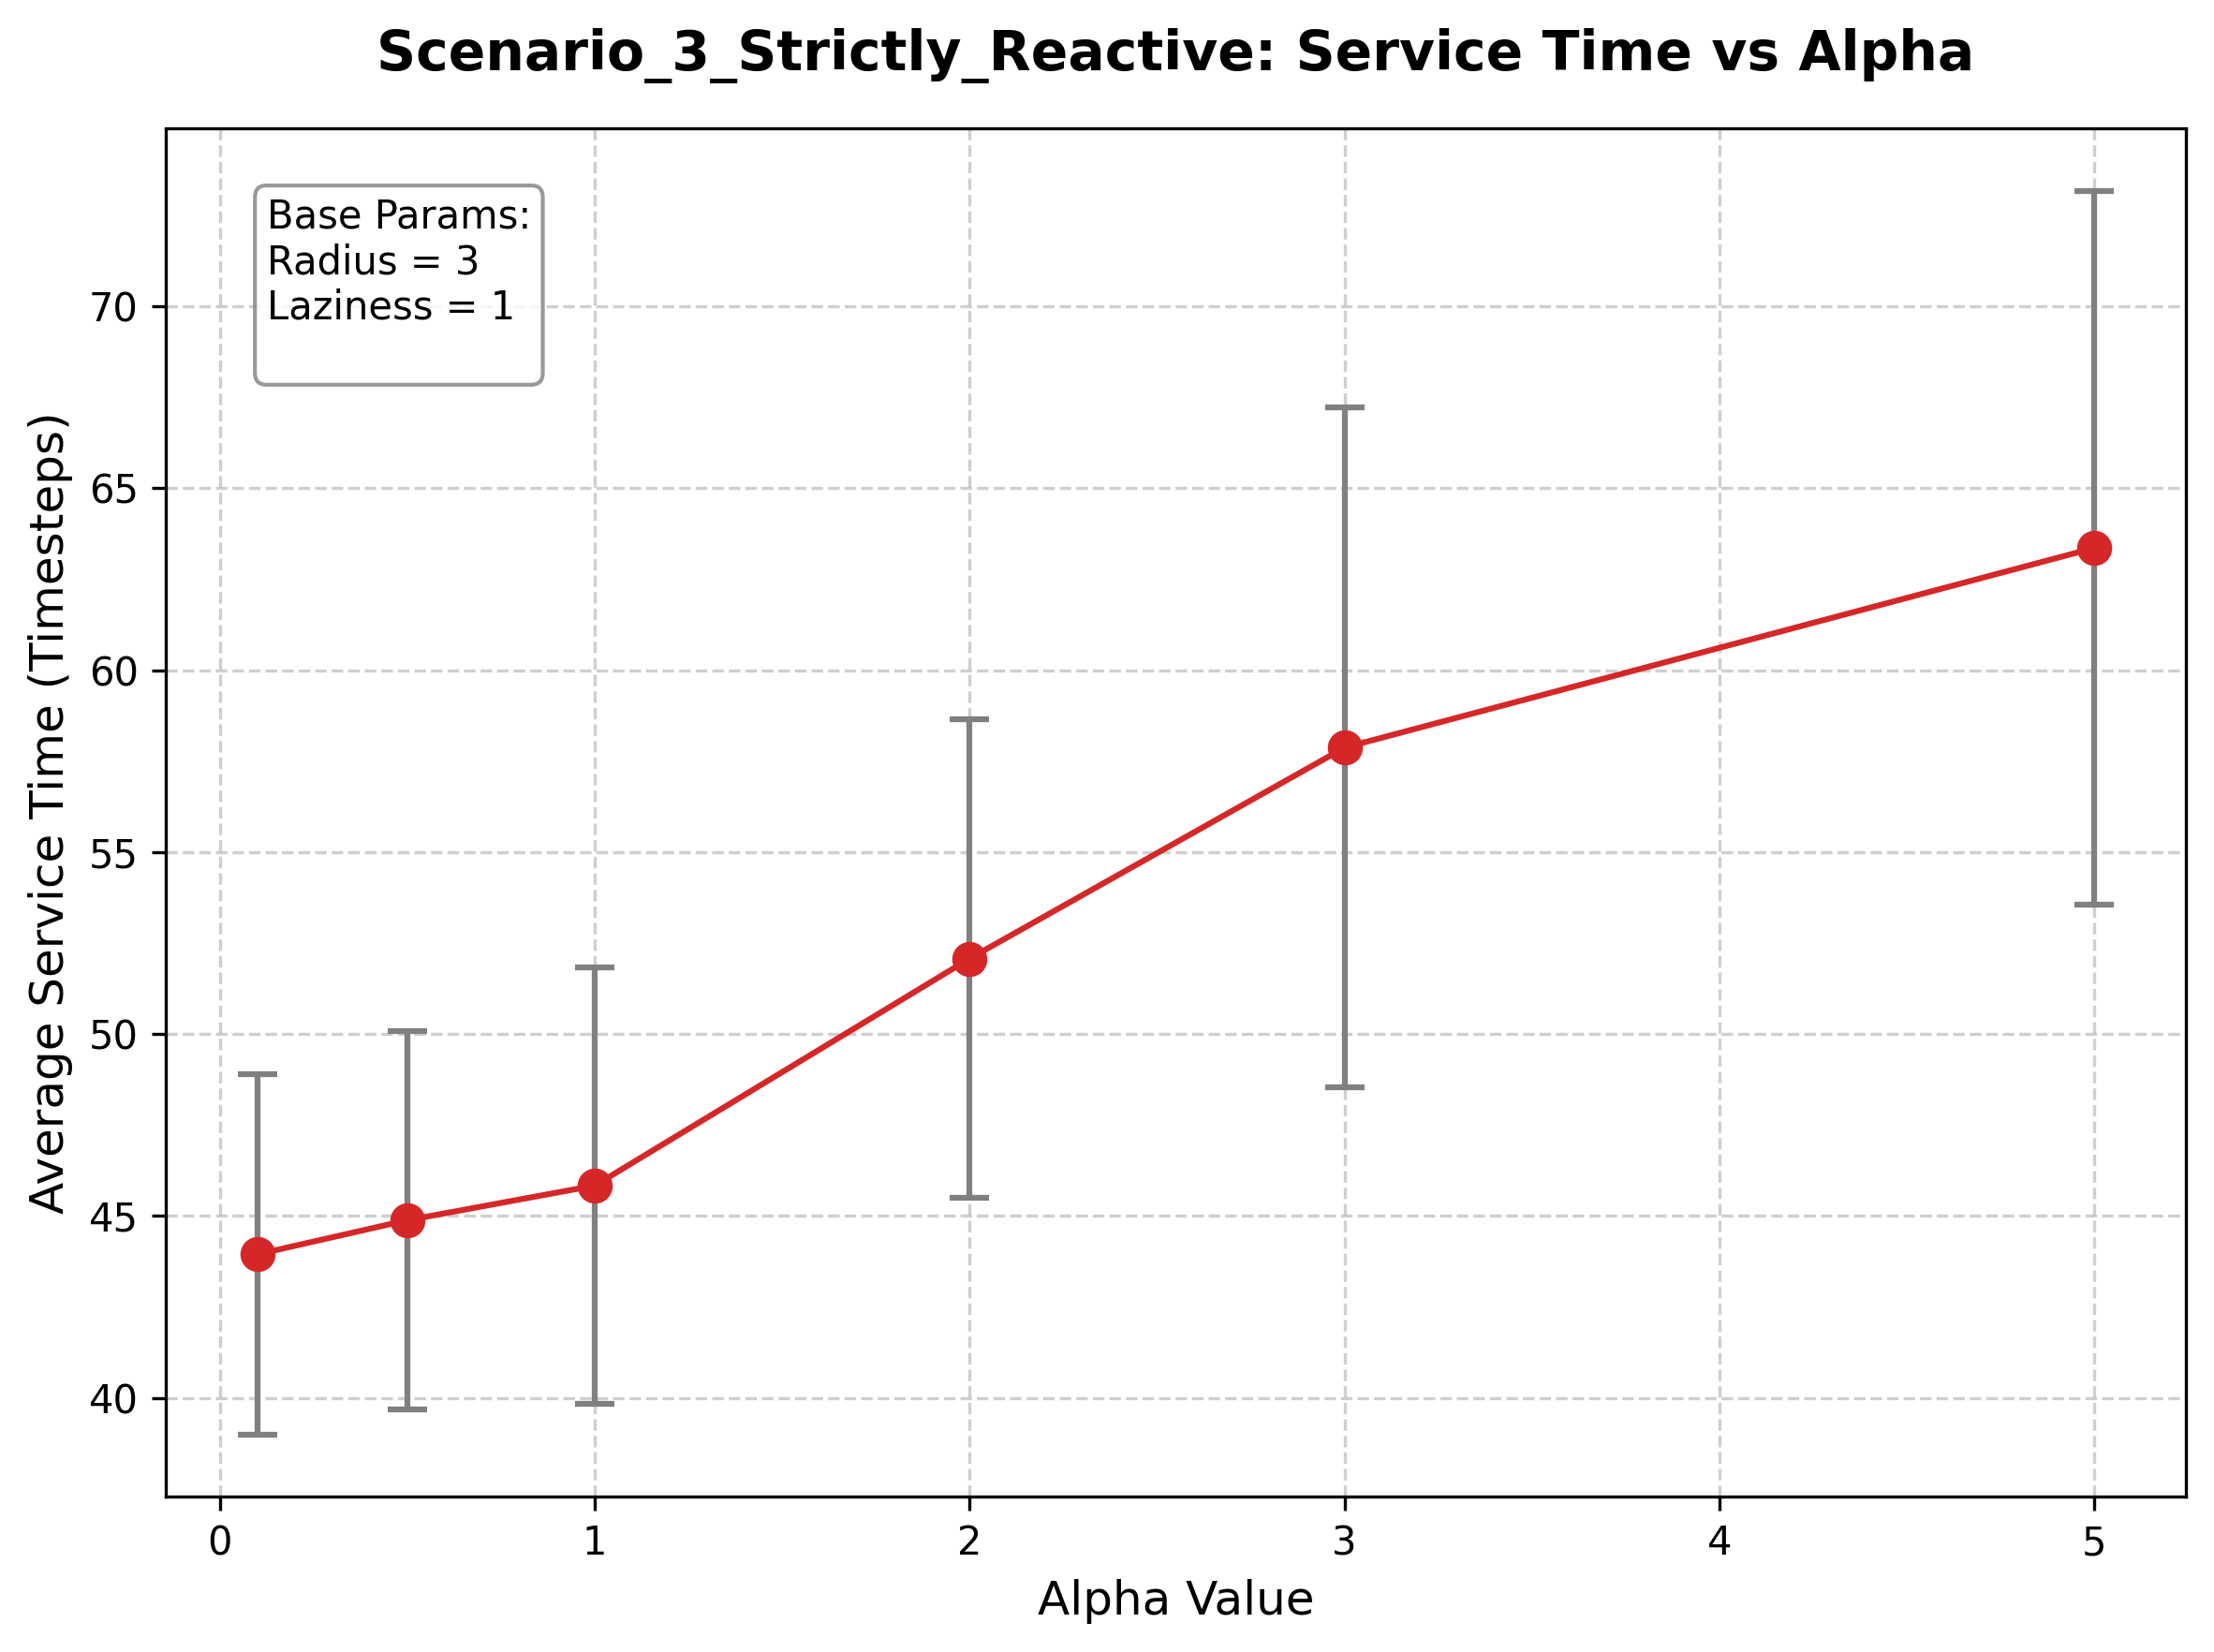 Scenario_3_Strictly_Reactive: Service Time vs Alpha
Base Params:
Radius = 3
Laziness = 1
Average Service Time (Timesteps)
70
65
60
55
50
45
40
0 1 2 3 4 5
Alpha Value